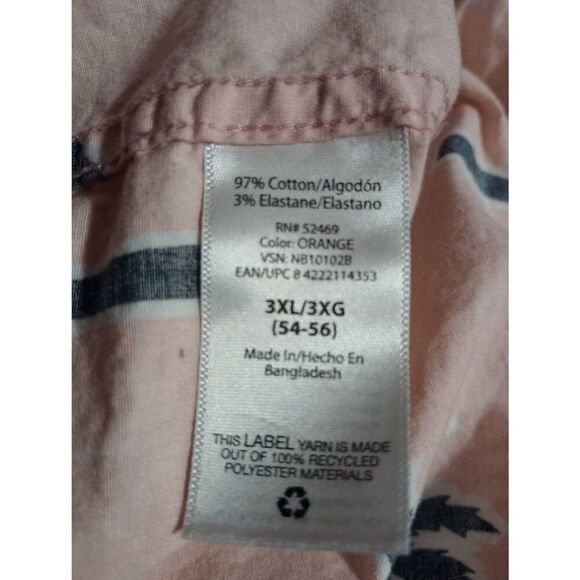 97% Cotton/Algodón
3% Elastane/Elastano
RN# 52469
Color: ORANGE
VSN: NB10102B
EAN/UPC 8 4222114353
3XL/3XG
(54-56)
Made In/Hecho En
Bangladesh
THIS LABEL YARN IS MADE
OUT OF 100% RECYCLED
POLYESTER MATERIALS